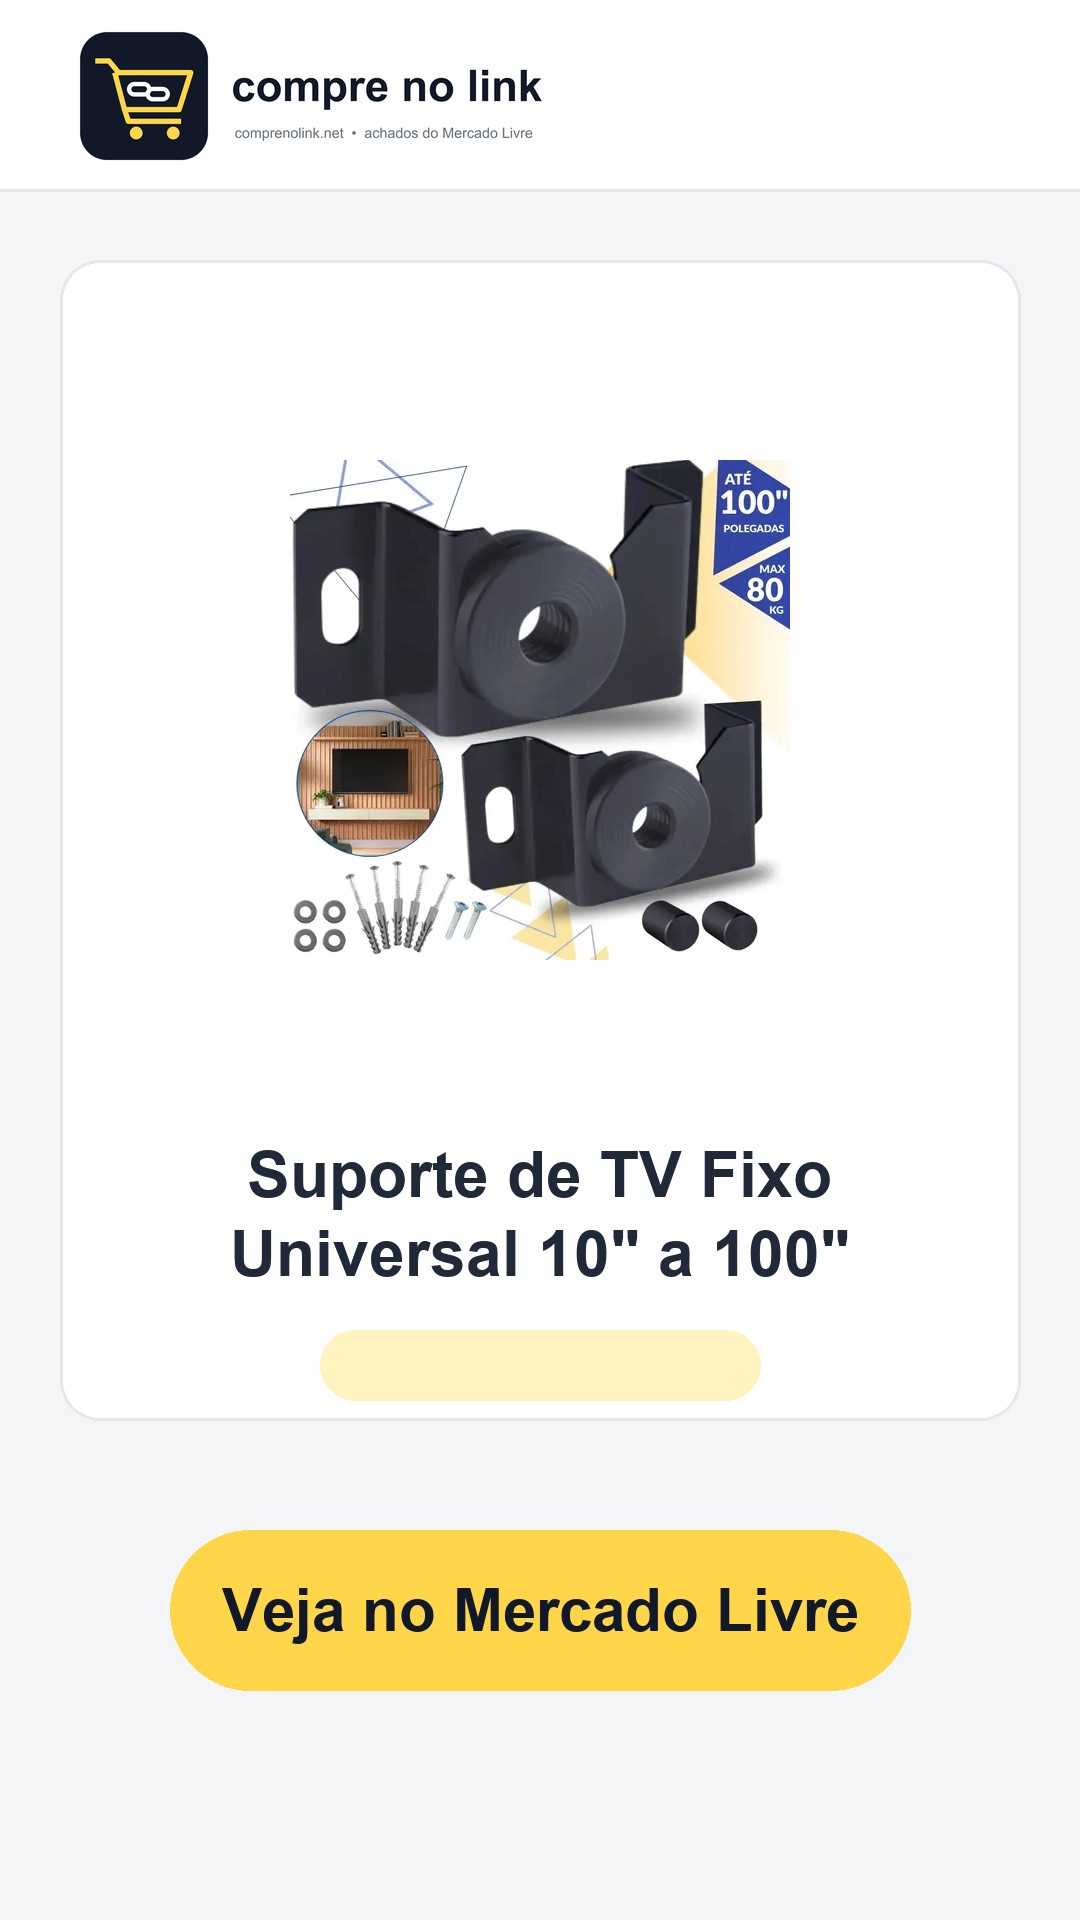 compre no link
comprenolink.net • achados do Mercado Livre
ATÉ
100"
POLEGADAS
MAX
80
KG
Suporte de TV Fixo
Universal 10" a 100"
Veja no Mercado Livre